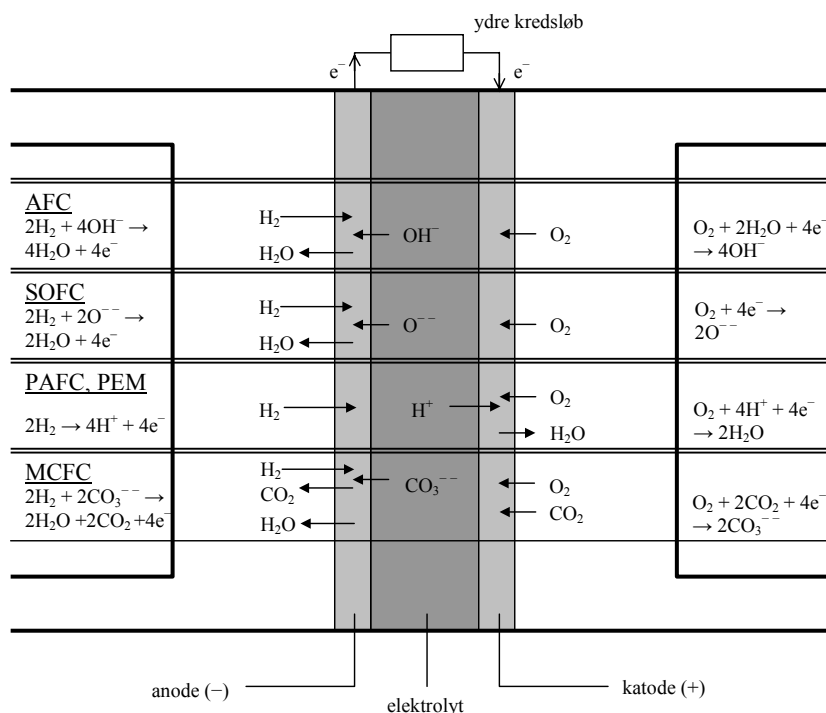 ydre kredsløb
e⁻ e⁻
AFC
2H₂ + 4OH⁻ →
4H₂O + 4e⁻
H₂
H₂O
OH⁻
O₂
O₂ + 2H₂O + 4e⁻
→ 4OH⁻
SOFC
2H₂ + 2O⁻⁻ →
2H₂O + 4e⁻
H₂
H₂O
O⁻⁻
O₂
O₂ + 4e⁻ →
2O⁻⁻
PAFC, PEM
2H₂ → 4H⁺ + 4e⁻
H₂
H⁺
O₂
H₂O
O₂ + 4H⁺ + 4e⁻
→ 2H₂O
MCFC
2H₂ + 2CO₃⁻⁻ →
2H₂O +2CO₂ +4e⁻
H₂
CO₂
H₂O
CO₃⁻⁻
O₂
CO₂
O₂ + 2CO₂ + 4e⁻
→ 2CO₃⁻⁻
anode (−)
elektrolyt
katode (+)